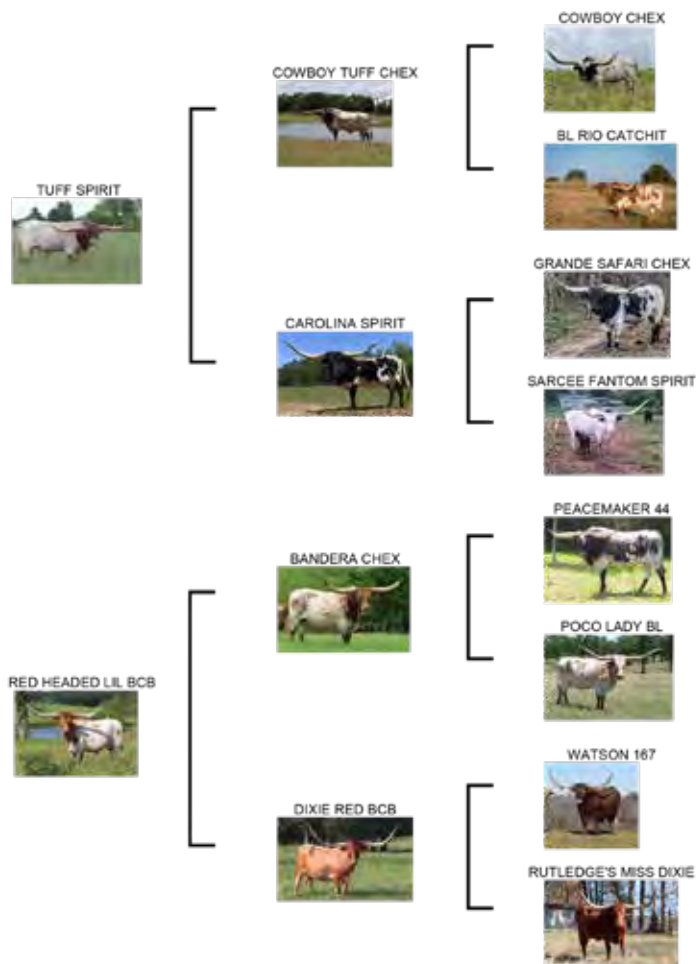 COWBOY CHEX
COWBOY TUFF CHEX
BL RIO CATCHIT
TUFF SPIRIT
GRANDE SAFARI CHEX
CAROLINA SPIRIT
SARCEE FANTOM SPIRIT
PEACEMAKER 44
BANDERA CHEX
POCO LADY BL
RED HEADED LIL BCB
WATSON 167
DIXIE RED BCB
RUTLEDGE'S MISS DIXIE